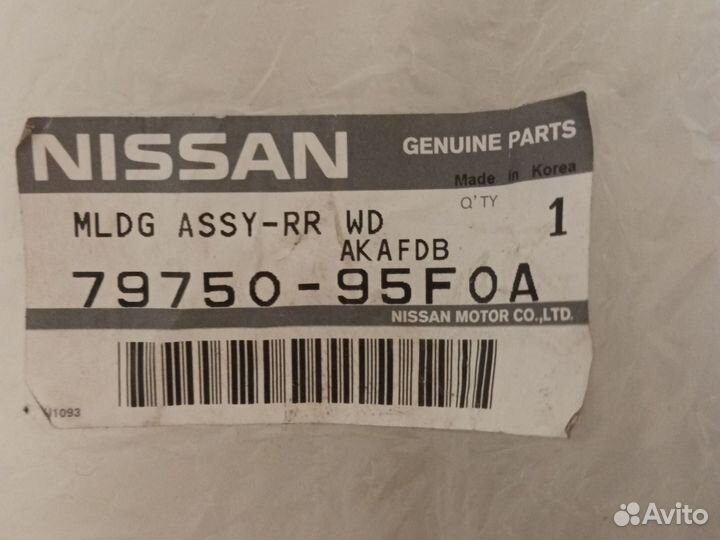 NISSAN
GENUINE PARTS
Made in Korea
MLDG ASSY-RR WD
Q'TY 1
AKAFDB
79750-95F0A
NISSAN MOTOR CO.,LTD.
1093
Avito